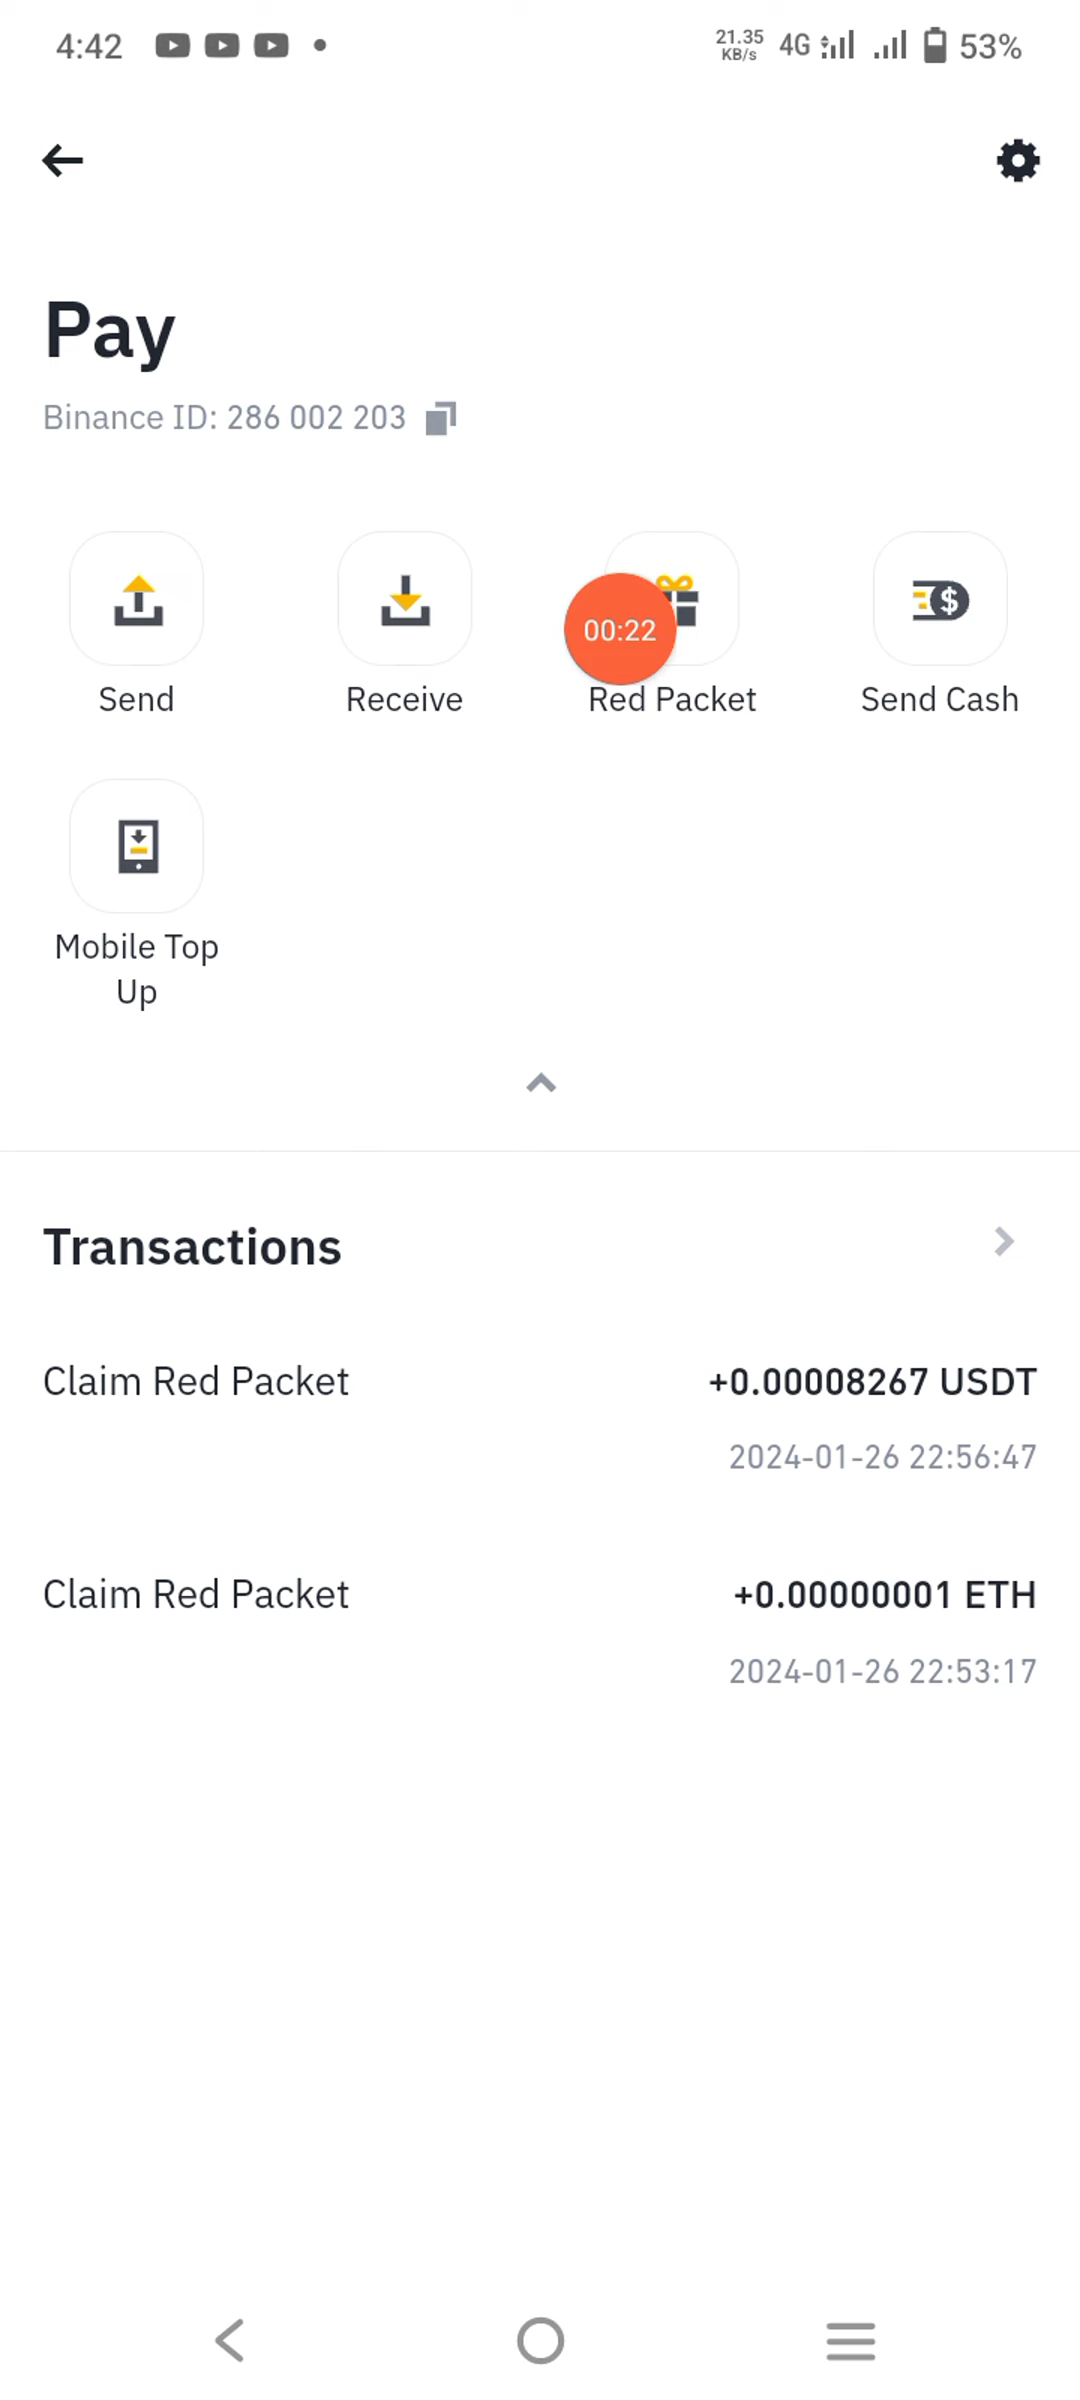 4:42
21.35
KB/s
4G
53%
Pay
Binance ID: 286 002 203
00:22
Send
Receive
Red Packet
Send Cash
Mobile Top
Up
Transactions
Claim Red Packet
+0.00008267 USDT
2024-01-26 22:56:47
Claim Red Packet
+0.00000001 ETH
2024-01-26 22:53:17